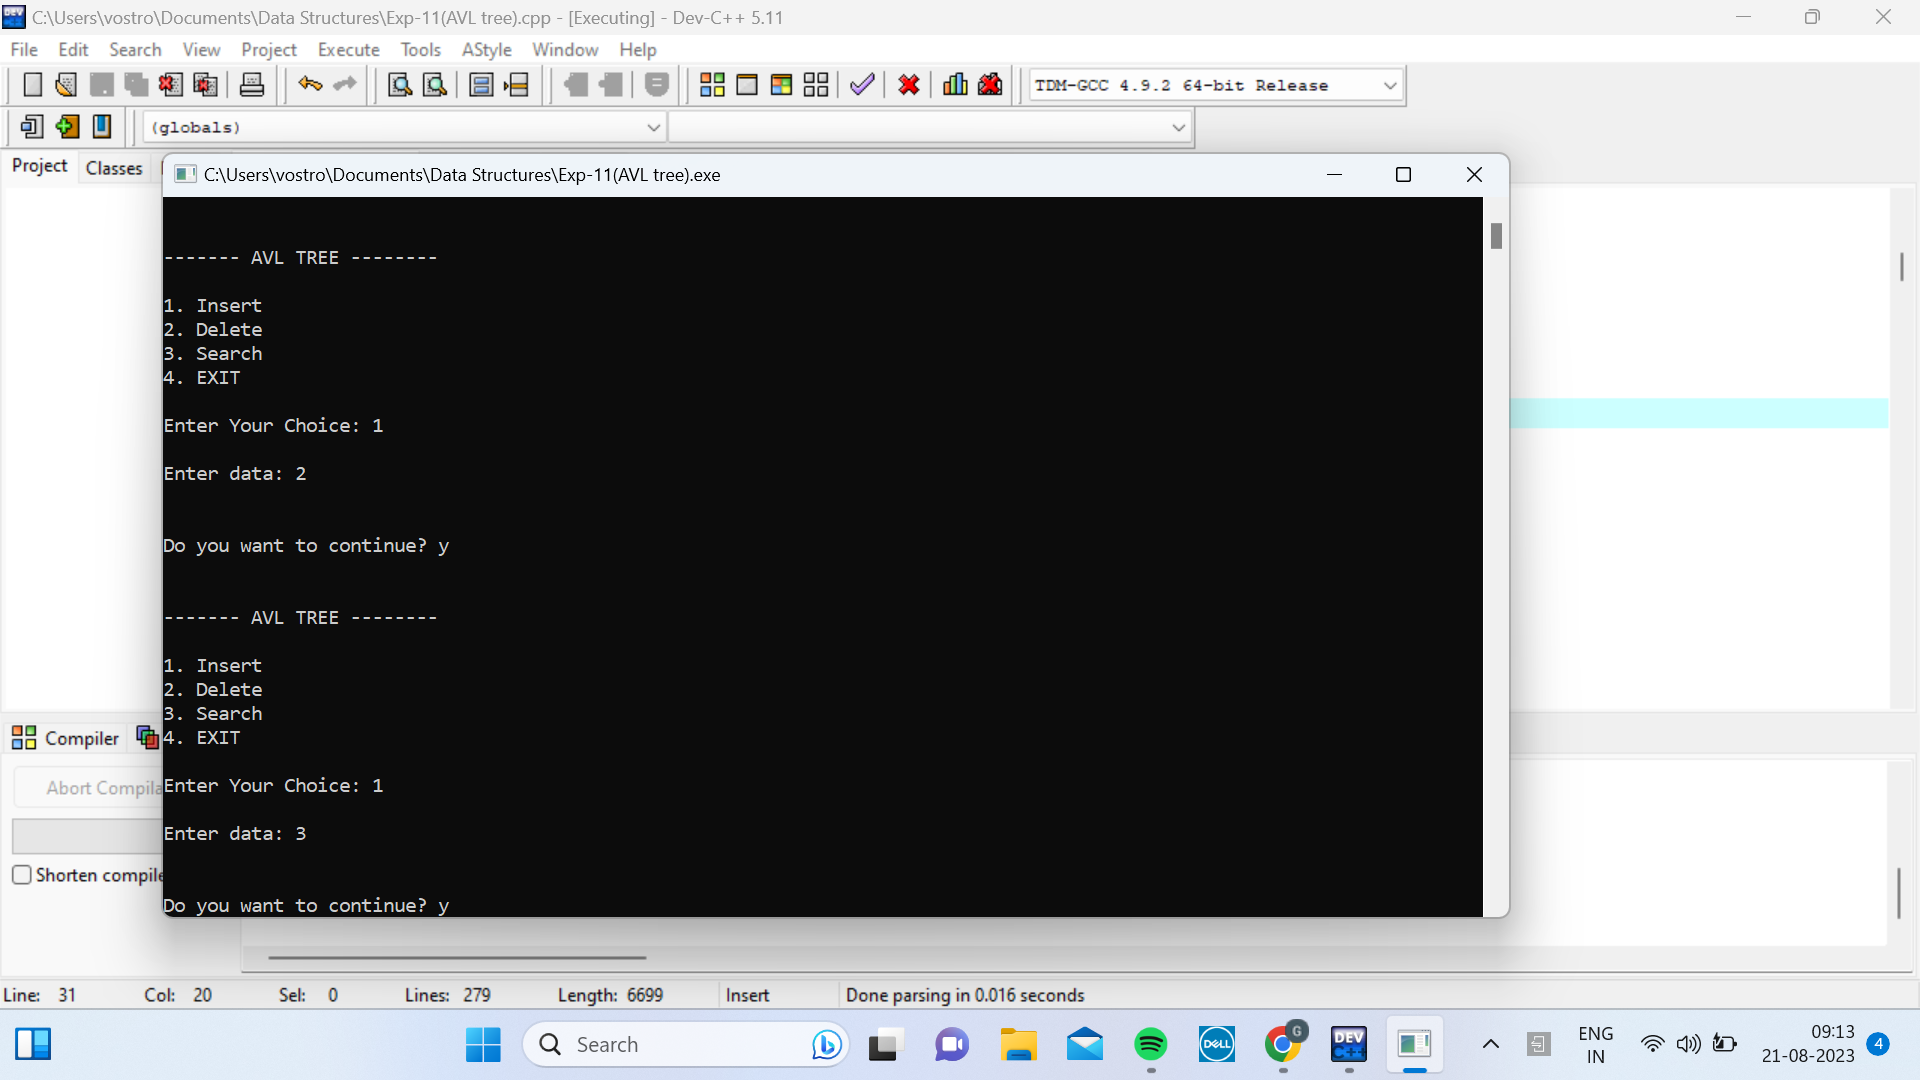 C:\Users\vostro\Documents\Data Structures\Exp-11(AVL tree).cpp - [Executing] - Dev-C++ 5.11
File Edit Search View Project Execute Tools AStyle Window Help
TDM-GCC 4.9.2 64-bit Release
(globals)
Project Classes
C:\Users\vostro\Documents\Data Structures\Exp-11(AVL tree).exe
------- AVL TREE --------
1. Insert
2. Delete
3. Search
4. EXIT
Enter Your Choice: 1
Enter data: 2
Do you want to continue? y
------- AVL TREE --------
1. Insert
2. Delete
3. Search
4. EXIT
Enter Your Choice: 1
Enter data: 3
Do you want to continue? y
Compiler
Abort Compila
Shorten compile
Line: 31 Col: 20 Sel: 0 Lines: 279 Length: 6699 Insert Done parsing in 0.016 seconds
Search
DELL
G
DEV
C++
ENG
IN
09:13
21-08-2023
4